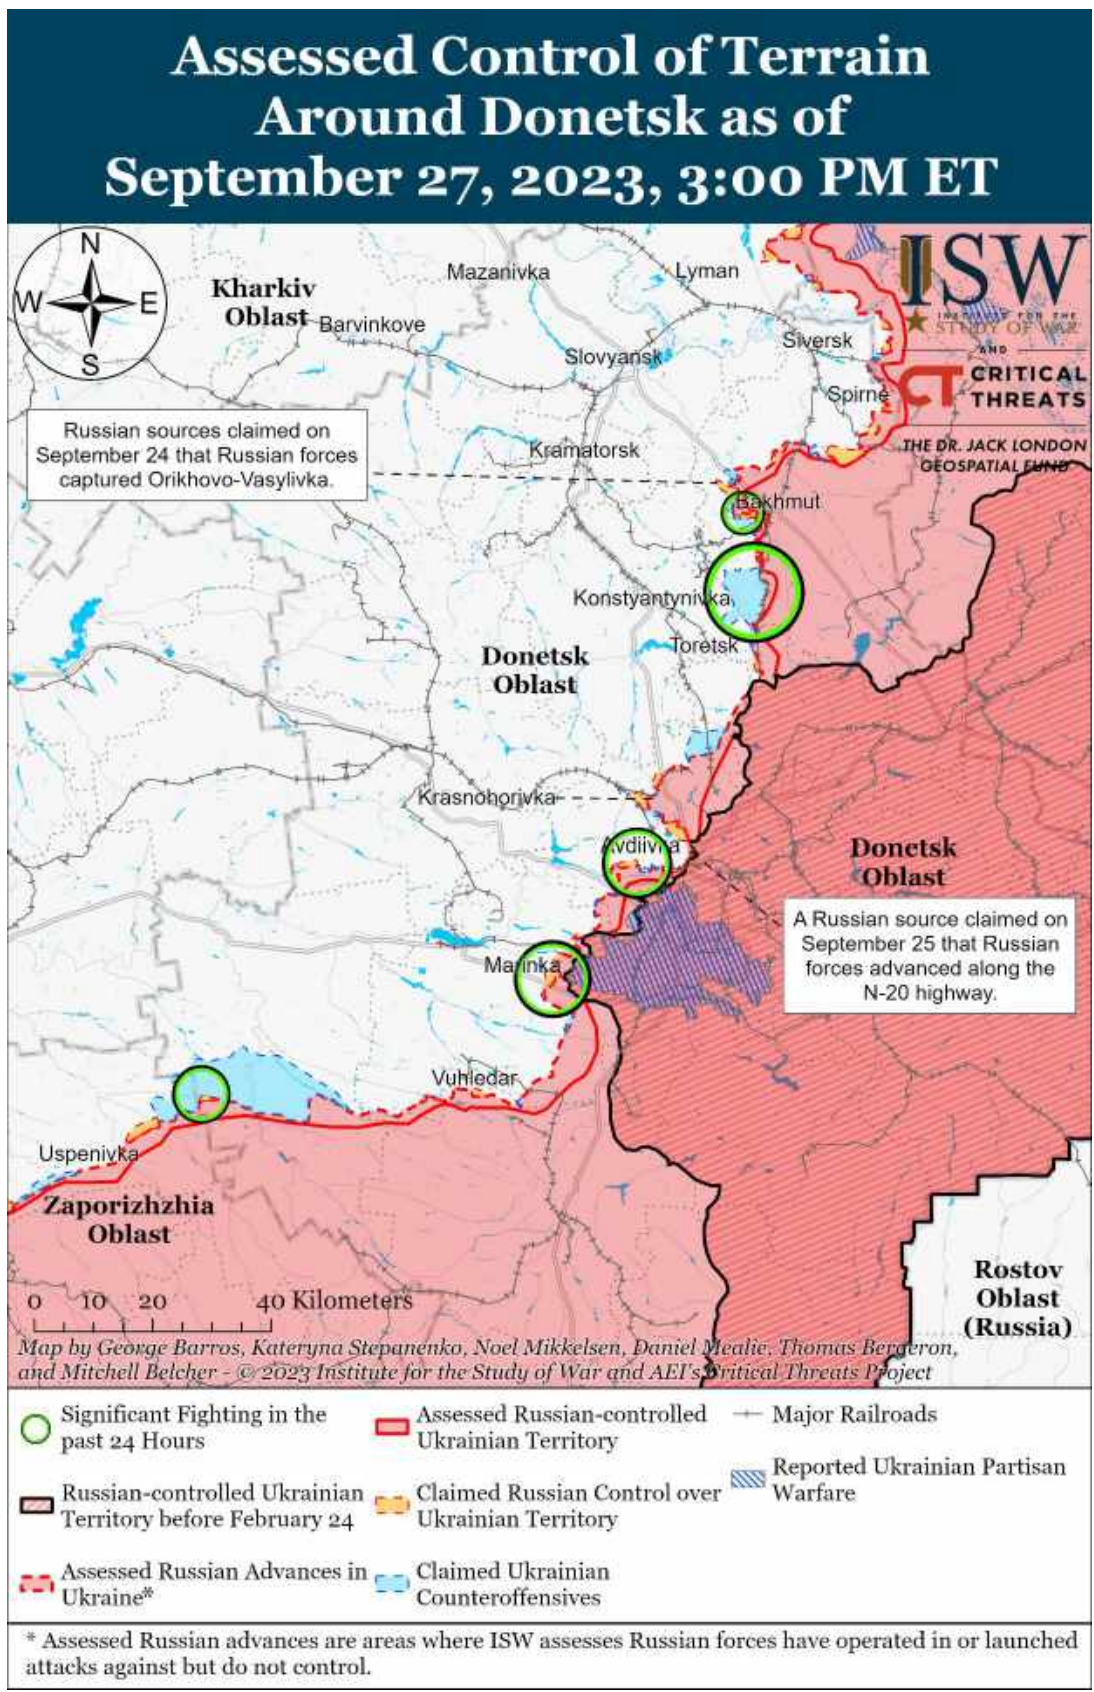 Assessed Control of Terrain
Around Donetsk as of
September 27, 2023, 3:00 PM ET
N
W
E
S
Kharkiv
Oblast
Mazanivka
Lyman
ISW
INSTITUTE FOR THE
STUDY OF WAR
AND
CT CRITICAL
THREATS
THE DR. JACK LONDON
GEOSPATIAL FUND
Barvinkove
Slovyansk
Siversk
Spirne
Russian sources claimed on
September 24 that Russian forces
captured Orikhovo-Vasylivka.
Kramatorsk
Bakhmut
Konstyantynivka
Toretsk
Donetsk
Oblast
Krasnohorivka
Avdiivka
Donetsk
Oblast
A Russian source claimed on
September 25 that Russian
forces advanced along the
N-20 highway.
Marinka
Vuhledar
Uspenivka
Zaporizhzhia
Oblast
Rostov
Oblast
(Russia)
0 10 20 40 Kilometers
Map by George Barros, Kateryna Stepanenko, Noel Mikkelsen, Daniel Mealie, Thomas Bergeron,
and Mitchell Belcher - © 2023 Institute for the Study of War and AEI's Critical Threats Project
Significant Fighting in the
past 24 Hours
Russian-controlled Ukrainian
Territory before February 24
Assessed Russian Advances in
Ukraine*
Assessed Russian-controlled
Ukrainian Territory
Claimed Russian Control over
Ukrainian Territory
Claimed Ukrainian
Counteroffensives
Major Railroads
Reported Ukrainian Partisan
Warfare
* Assessed Russian advances are areas where ISW assesses Russian forces have operated in or launched
attacks against but do not control.